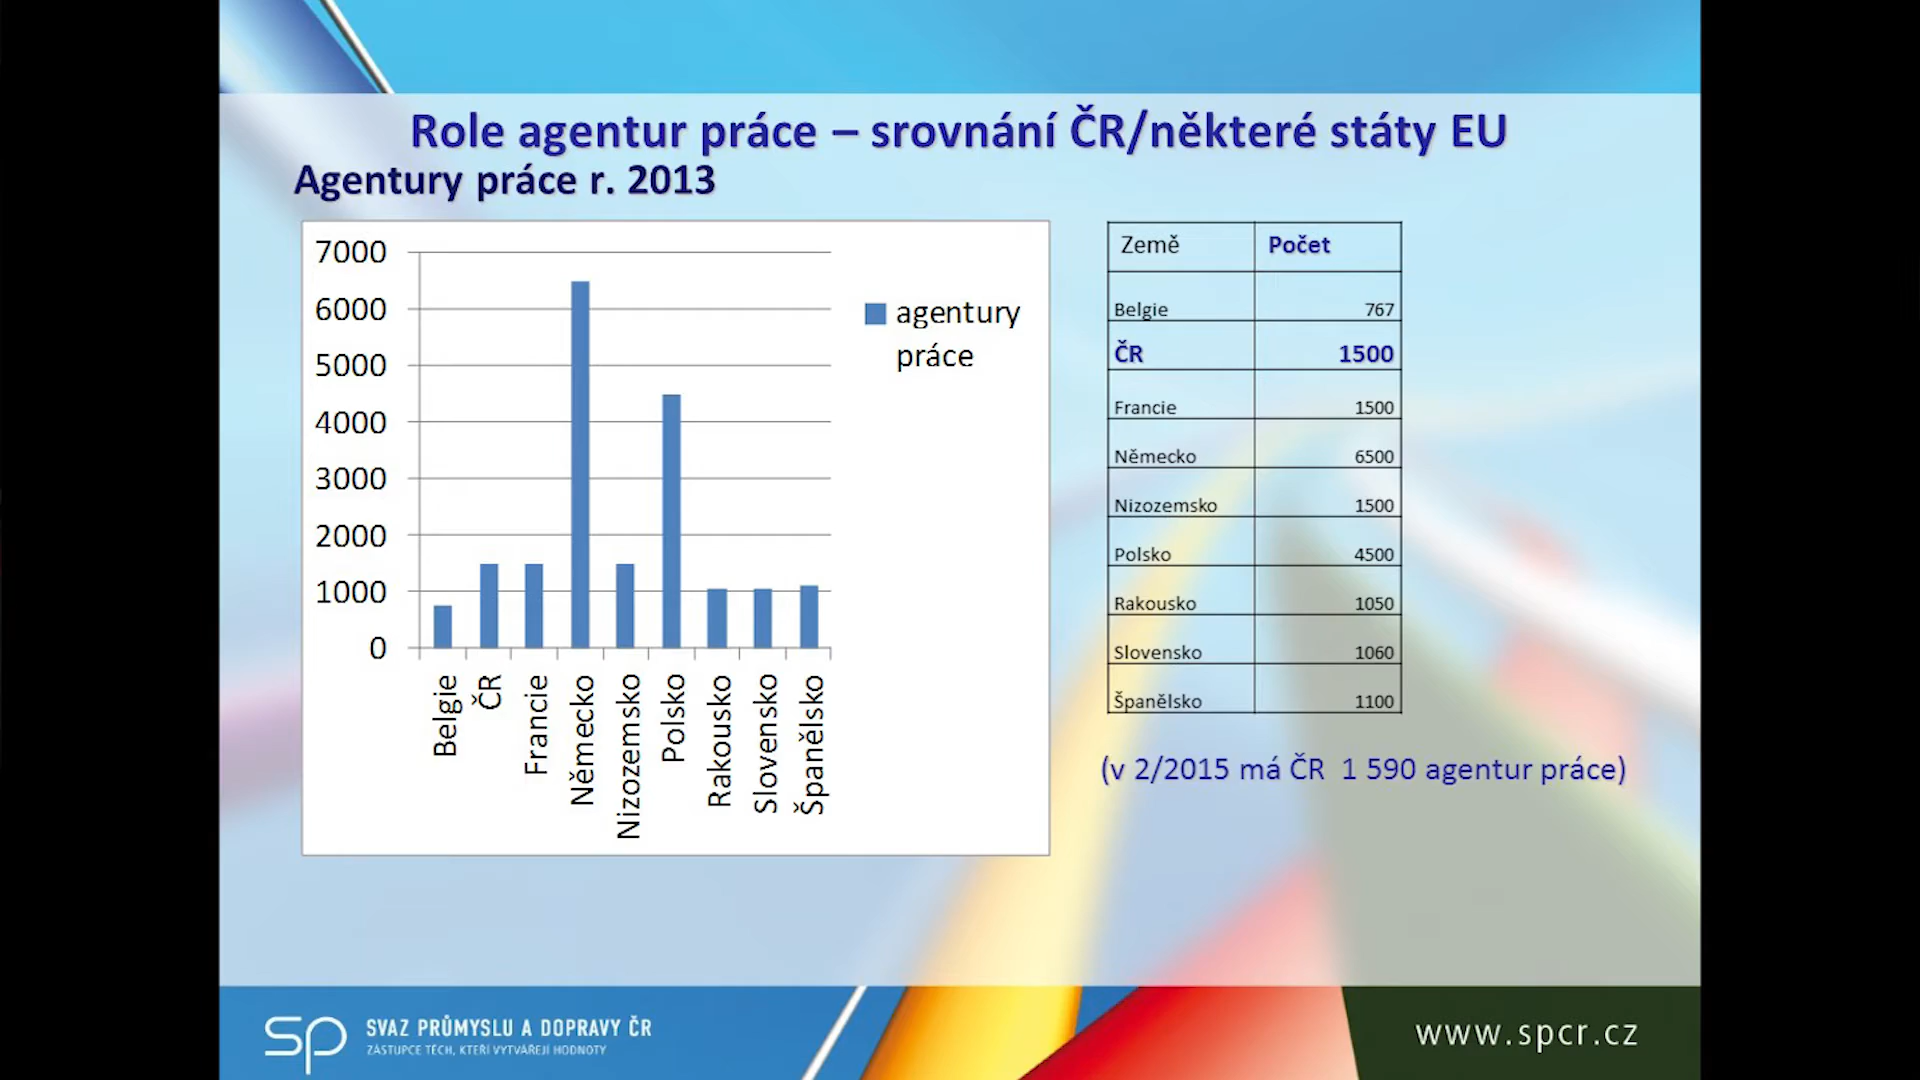 Role agentur práce – srovnání ČR/některé státy EU
Agentury práce r. 2013
7000
6000
5000
4000
3000
2000
1000
0
Belgie
ČR
Francie
Německo
Nizozemsko
Polsko
Rakousko
Slovensko
Španělsko
agentury
práce
Země Počet
Belgie 767
ČR 1500
Francie 1500
Německo 6500
Nizozemsko 1500
Polsko 4500
Rakousko 1050
Slovensko 1060
Španělsko 1100
(v 2/2015 má ČR 1 590 agentur práce)
SP
SVAZ PRŮMYSLU A DOPRAVY ČR
ZÁSTUPCE TĚCH, KTEŘÍ VYTVÁŘEJÍ HODNOTY
www.spcr.cz